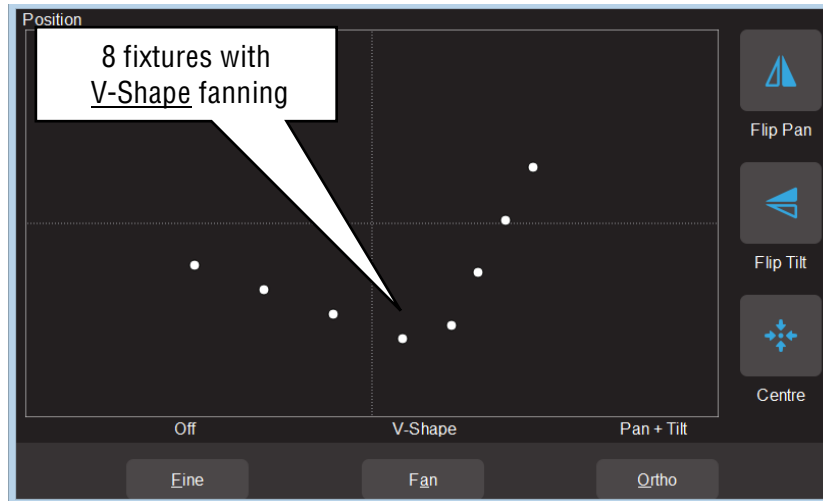 Position
8 fixtures with
V-Shape fanning
Flip Pan
Flip Tilt
Centre
Off V-Shape Pan + Tilt
Fine Fan Ortho